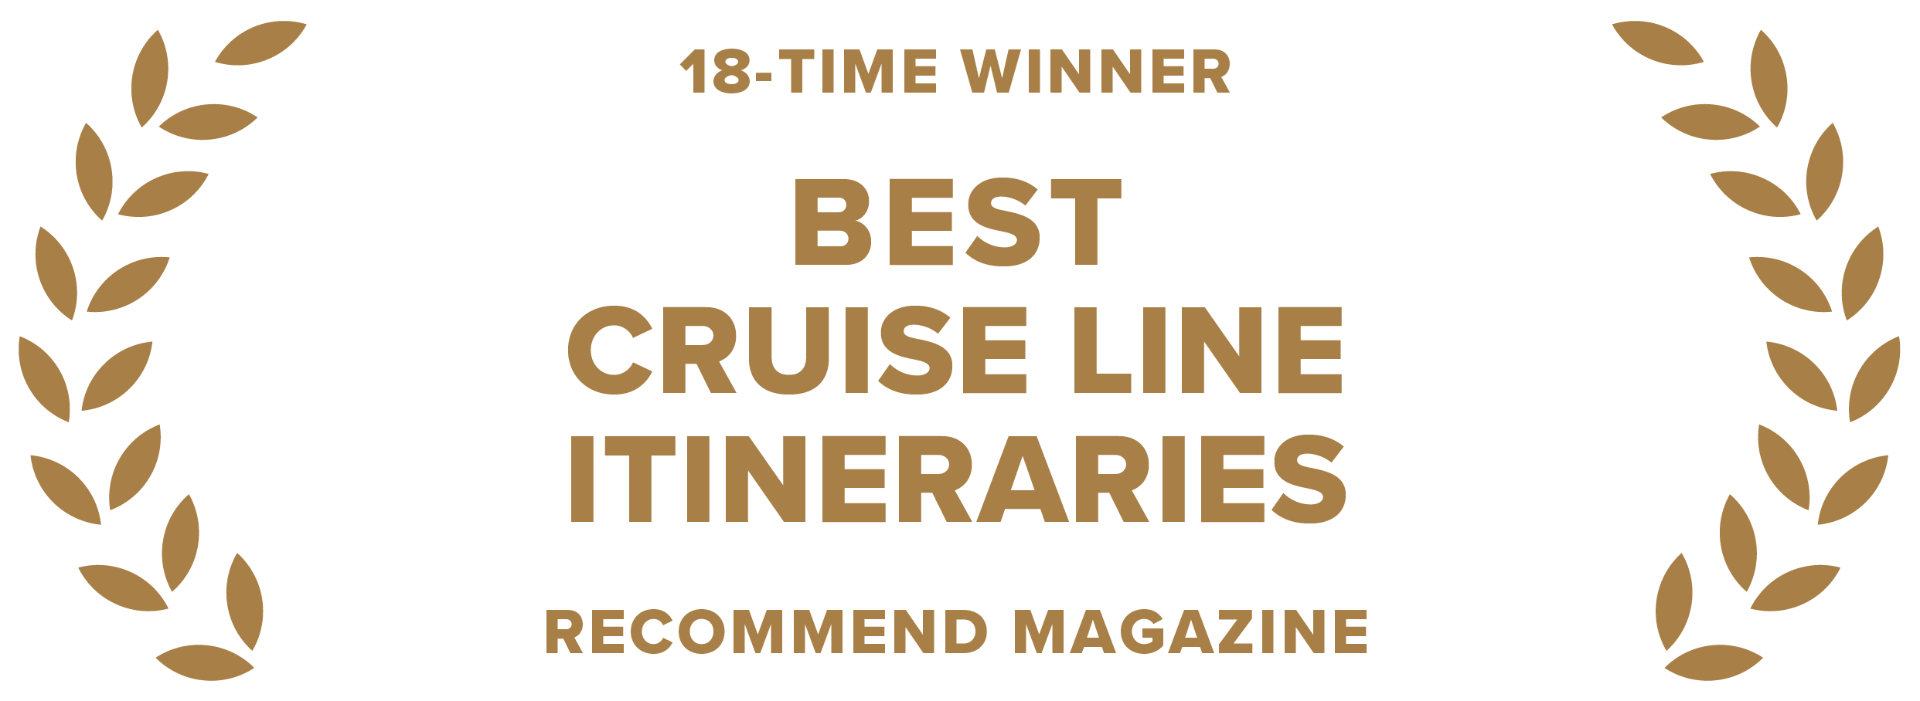 18-TIME WINNER
BEST
CRUISE LINE
ITINERARIES
RECOMMEND MAGAZINE